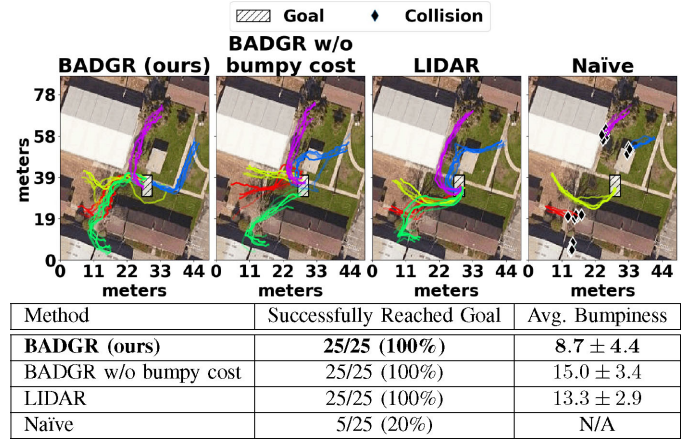 Goal Collision
BADGR (ours) BADGR w/o bumpy cost LIDAR Naïve
meters
78
58
39
19
0
0 11 22 33 44 0 11 22 33 44 0 11 22 33 44 0 11 22 33 44
meters meters meters meters
Method Successfully Reached Goal Avg. Bumpiness
BADGR (ours) 25/25 (100%) 8.7 ± 4.4
BADGR w/o bumpy cost 25/25 (100%) 15.0 ± 3.4
LIDAR 25/25 (100%) 13.3 ± 2.9
Naïve 5/25 (20%) N/A